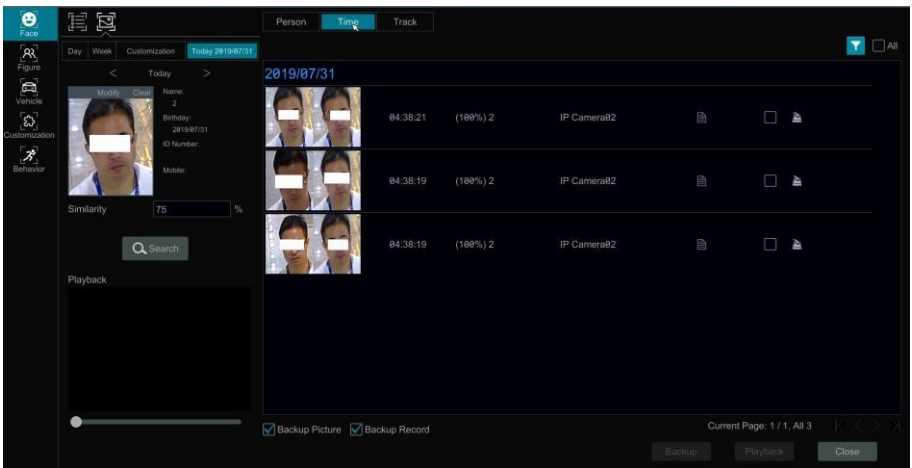 Face
Figure
Vehicle
Customization
Behavior
Day Week Customization Today 2019/07/31
< Today >
Modify Clear
Name:
2
Birthday:
2019/07/31
ID Number:
Mobile:
Similarity 75 %
Search
Playback
Person Time Track
All
2019/07/31
04:38:21 (100%) 2 IP Camera02
04:38:19 (100%) 2 IP Camera02
04:38:19 (100%) 2 IP Camera02
Backup Picture Backup Record
Current Page: 1 / 1, All 3
Backup Playback Close